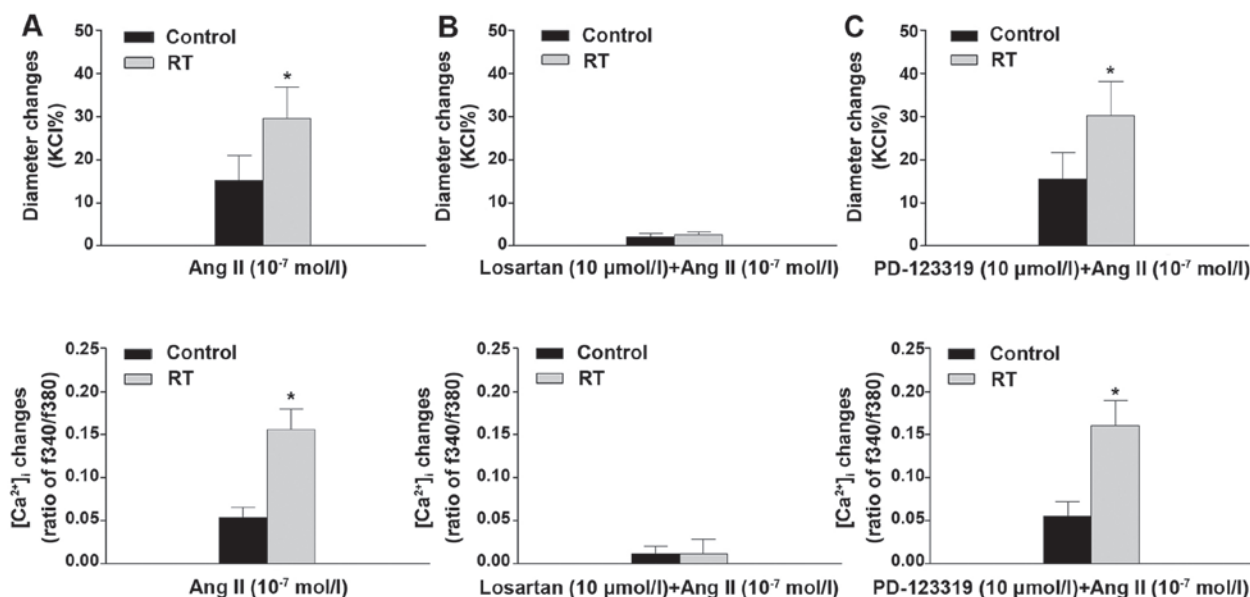 A
Diameter changes
(KCl%)
50
40
30
20
10
0
Control
RT
*
Ang II (10⁻⁷ mol/l)
B
Diameter changes
(KCl%)
50
40
30
20
10
0
Control
RT
Losartan (10 µmol/l)+Ang II (10⁻⁷ mol/l)
C
Diameter changes
(KCl%)
50
40
30
20
10
0
Control
RT
*
PD-123319 (10 µmol/l)+Ang II (10⁻⁷ mol/l)
[Ca²⁺]ᵢ changes
(ratio of f340/f380)
0.25
0.20
0.15
0.10
0.05
0.00
Control
RT
*
Ang II (10⁻⁷ mol/l)
[Ca²⁺]ᵢ changes
(ratio of f340/f380)
0.25
0.20
0.15
0.10
0.05
0.00
Control
RT
Losartan (10 µmol/l)+Ang II (10⁻⁷ mol/l)
[Ca²⁺]ᵢ changes
(ratio of f340/f380)
0.25
0.20
0.15
0.10
0.05
0.00
Control
RT
*
PD-123319 (10 µmol/l)+Ang II (10⁻⁷ mol/l)